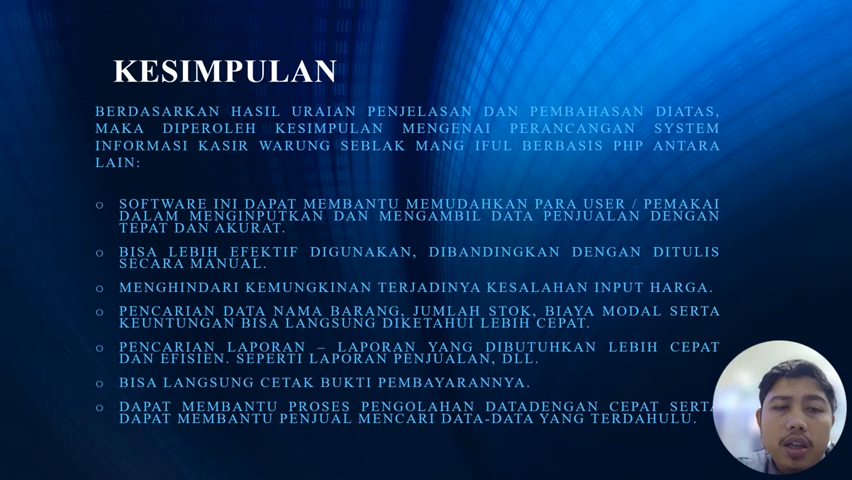 KESIMPULAN
BERDASARKAN HASIL URAIAN PENJELASAN DAN PEMBAHASAN DIATAS,
MAKA DIPEROLEH KESIMPULAN MENGENAI PERANCANGAN SYSTEM
INFORMASI KASIR WARUNG SEBLAK MANG IFUL BERBASIS PHP ANTARA
LAIN:
○ SOFTWARE INI DAPAT MEMBANTU MEMUDAHKAN PARA USER / PEMAKAI
DALAM MENGINPUTKAN DAN MENGAMBIL DATA PENJUALAN DENGAN
TEPAT DAN AKURAT.
○ BISA LEBIH EFEKTIF DIGUNAKAN, DIBANDINGKAN DENGAN DITULIS
SECARA MANUAL.
○ MENGHINDARI KEMUNGKINAN TERJADINYA KESALAHAN INPUT HARGA.
○ PENCARIAN DATA NAMA BARANG, JUMLAH STOK, BIAYA MODAL SERTA
KEUNTUNGAN BISA LANGSUNG DIKETAHUI LEBIH CEPAT.
○ PENCARIAN LAPORAN – LAPORAN YANG DIBUTUHKAN LEBIH CEPAT
DAN EFISIEN. SEPERTI LAPORAN PENJUALAN, DLL.
○ BISA LANGSUNG CETAK BUKTI PEMBAYARANNYA.
○ DAPAT MEMBANTU PROSES PENGOLAHAN DATADENGAN CEPAT SERTA
DAPAT MEMBANTU PENJUAL MENCARI DATA-DATA YANG TERDAHULU.